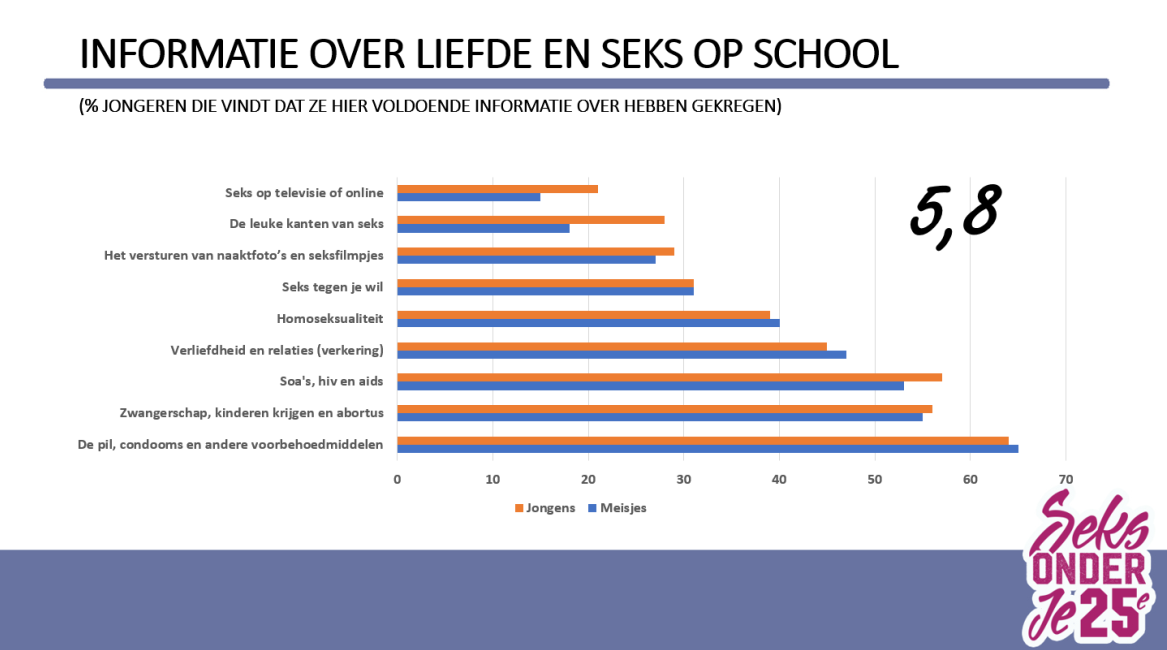 INFORMATIE OVER LIEFDE EN SEKS OP SCHOOL
(% JONGEREN DIE VINDT DAT ZE HIER VOLDOENDE INFORMATIE OVER HEBBEN GEKREGEN)
5,8
Seks op televisie of online
De leuke kanten van seks
Het versturen van naaktfoto’s en seksfilmpjes
Seks tegen je wil
Homoseksualiteit
Verliefdheid en relaties (verkering)
Soa's, hiv en aids
Zwangerschap, kinderen krijgen en abortus
De pil, condooms en andere voorbehoedmiddelen
0 10 20 30 40 50 60 70
Jongens Meisjes
Seks
ONDER
Je 25e